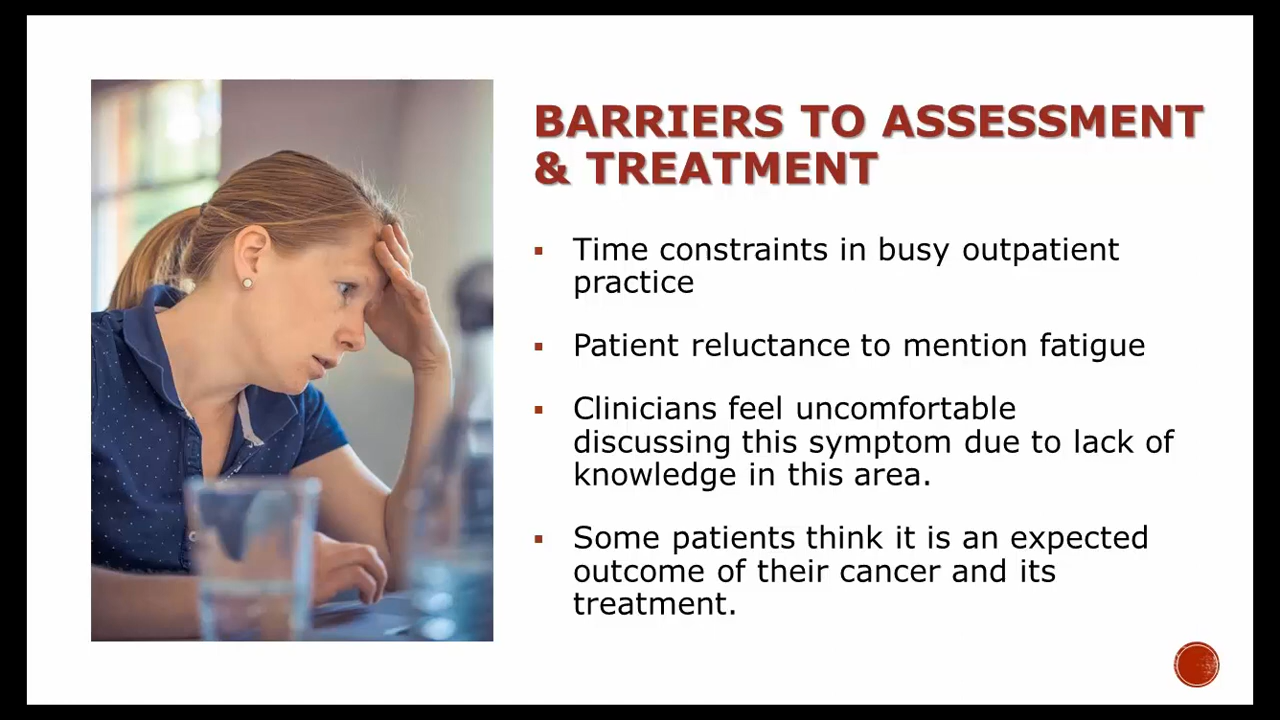 BARRIERS TO ASSESSMENT
& TREATMENT
▪ Time constraints in busy outpatient
practice
▪ Patient reluctance to mention fatigue
▪ Clinicians feel uncomfortable
discussing this symptom due to lack of
knowledge in this area.
▪ Some patients think it is an expected
outcome of their cancer and its
treatment.